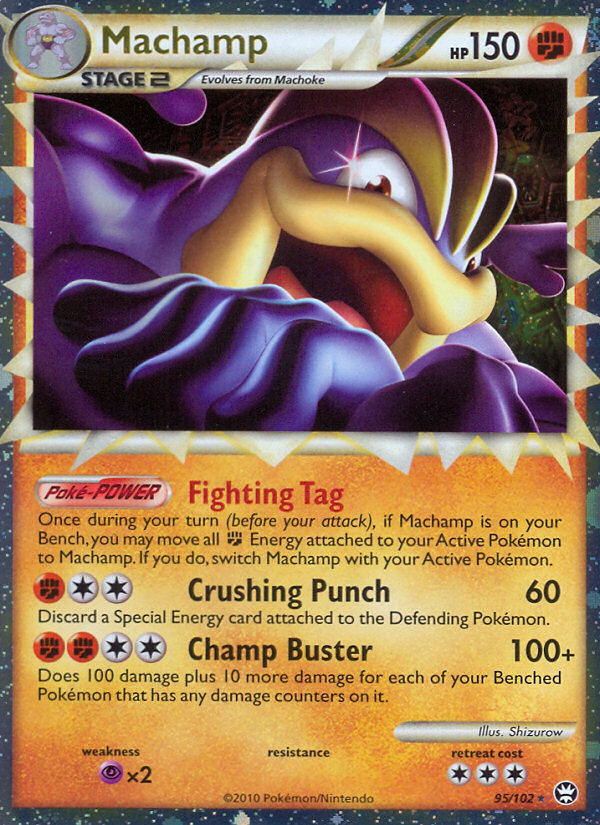 Machamp
HP 150
STAGE 2
Evolves from Machoke
Poké-POWER Fighting Tag
Once during your turn (before your attack), if Machamp is on your
Bench, you may move all Energy attached to your Active Pokémon
to Machamp. If you do, switch Machamp with your Active Pokémon.
Crushing Punch 60
Discard a Special Energy card attached to the Defending Pokémon.
Champ Buster 100+
Does 100 damage plus 10 more damage for each of your Benched
Pokémon that has any damage counters on it.
Illus. Shizurow
weakness resistance retreat cost
×2
©2010 Pokémon/Nintendo
95/102